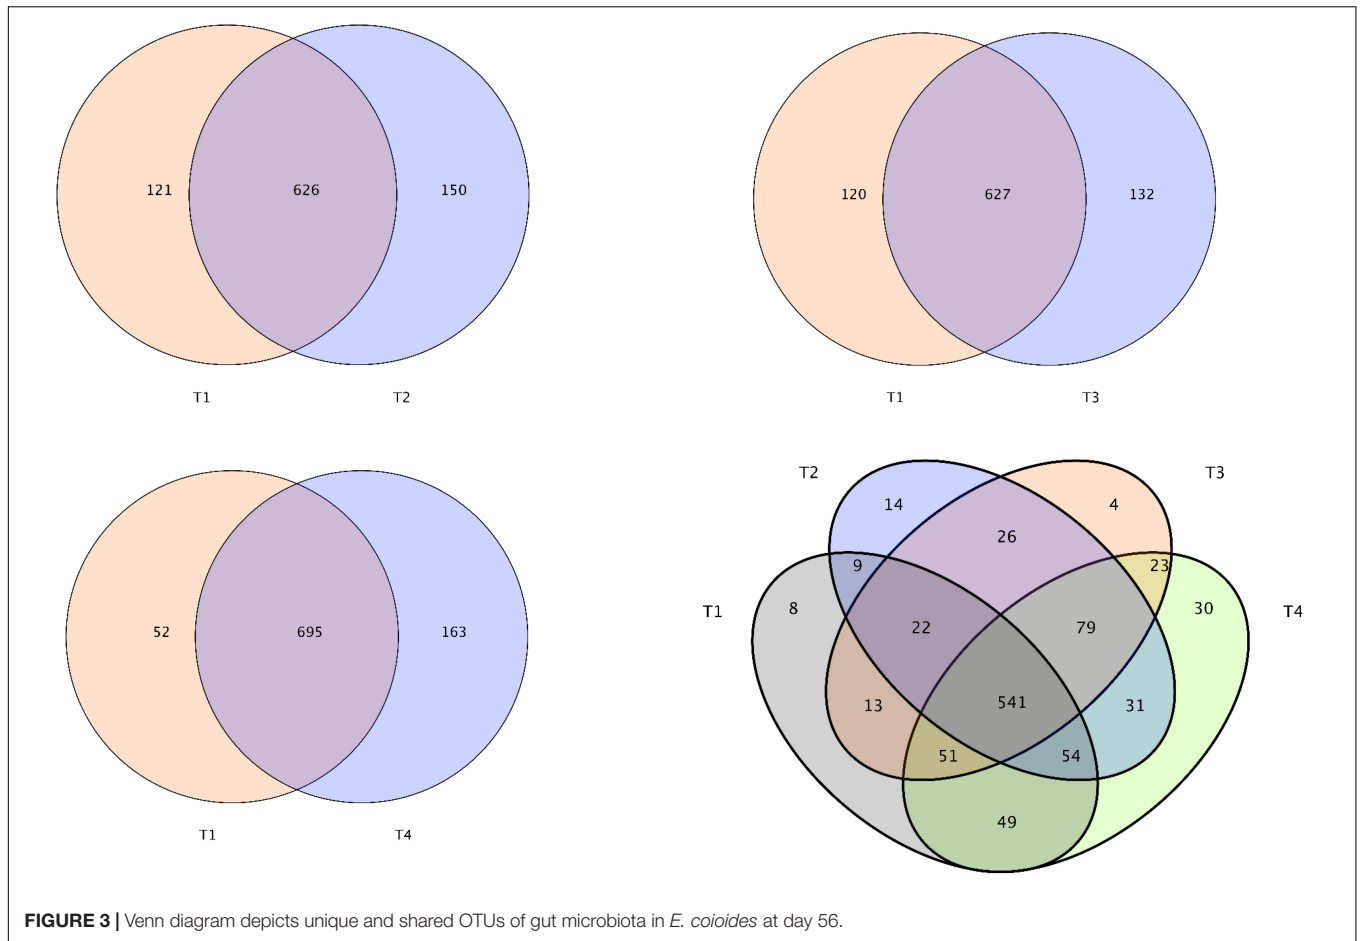 121 626 150
T1 T2
120 627 132
T1 T3
52 695 163
T1 T4
T2 T3
14 4
26
9 23
T1 8 30 T4
22 79
541
13 31
51 54
49
FIGURE 3 | Venn diagram depicts unique and shared OTUs of gut microbiota in E. coioides at day 56.